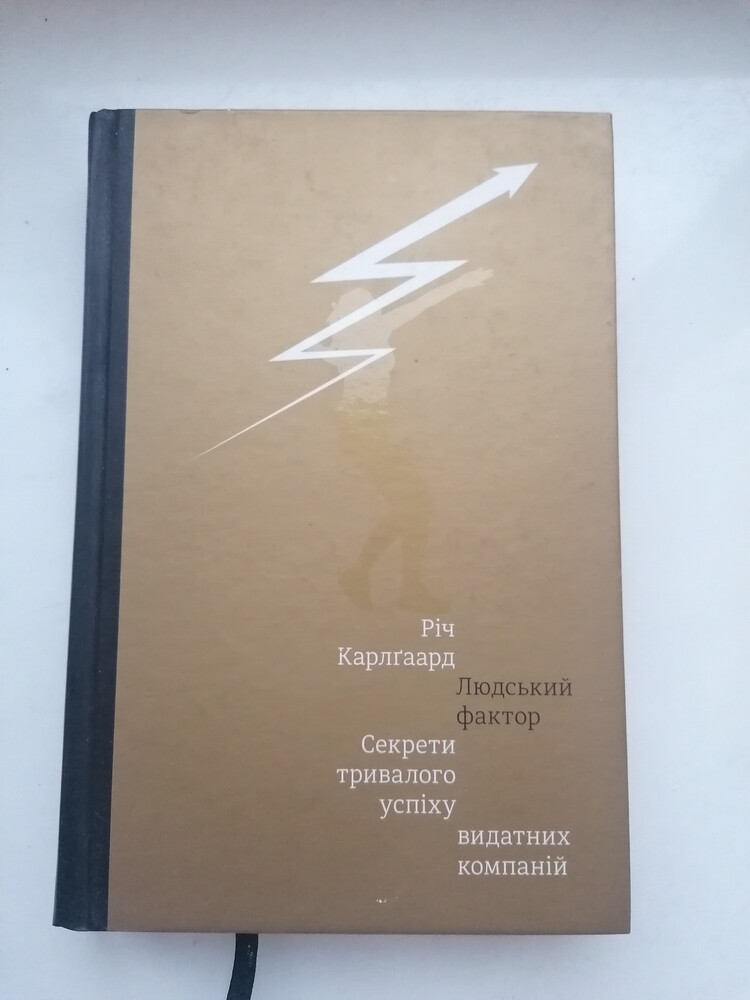 Річ
Карлґаард
Людський
фактор
Секрети
тривалого
успіху
видатних
компаній